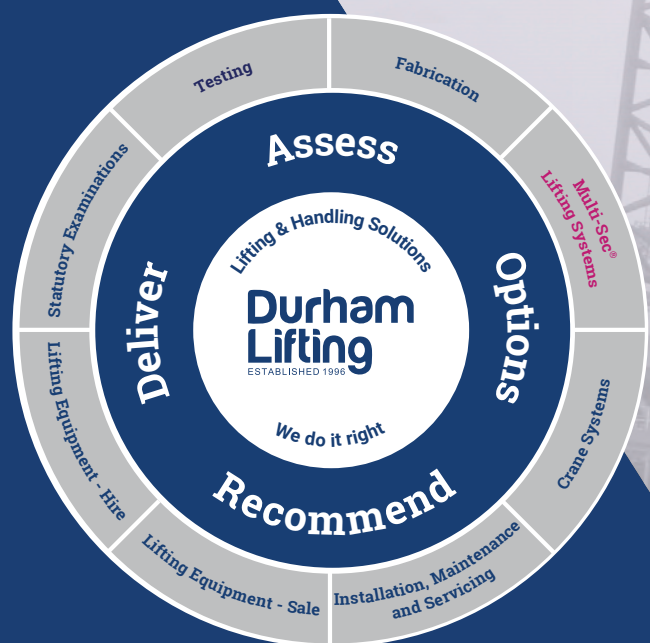 Testing
Fabrication
Multi-Sec®
Lifting Systems
Crane Systems
Installation, Maintenance
and Servicing
Lifting Equipment - Sale
Lifting Equipment - Hire
Statutory Examinations
Assess
Options
Recommend
Deliver
Lifting & Handling Solutions
Durham
Lifting
ESTABLISHED 1996
We do it right